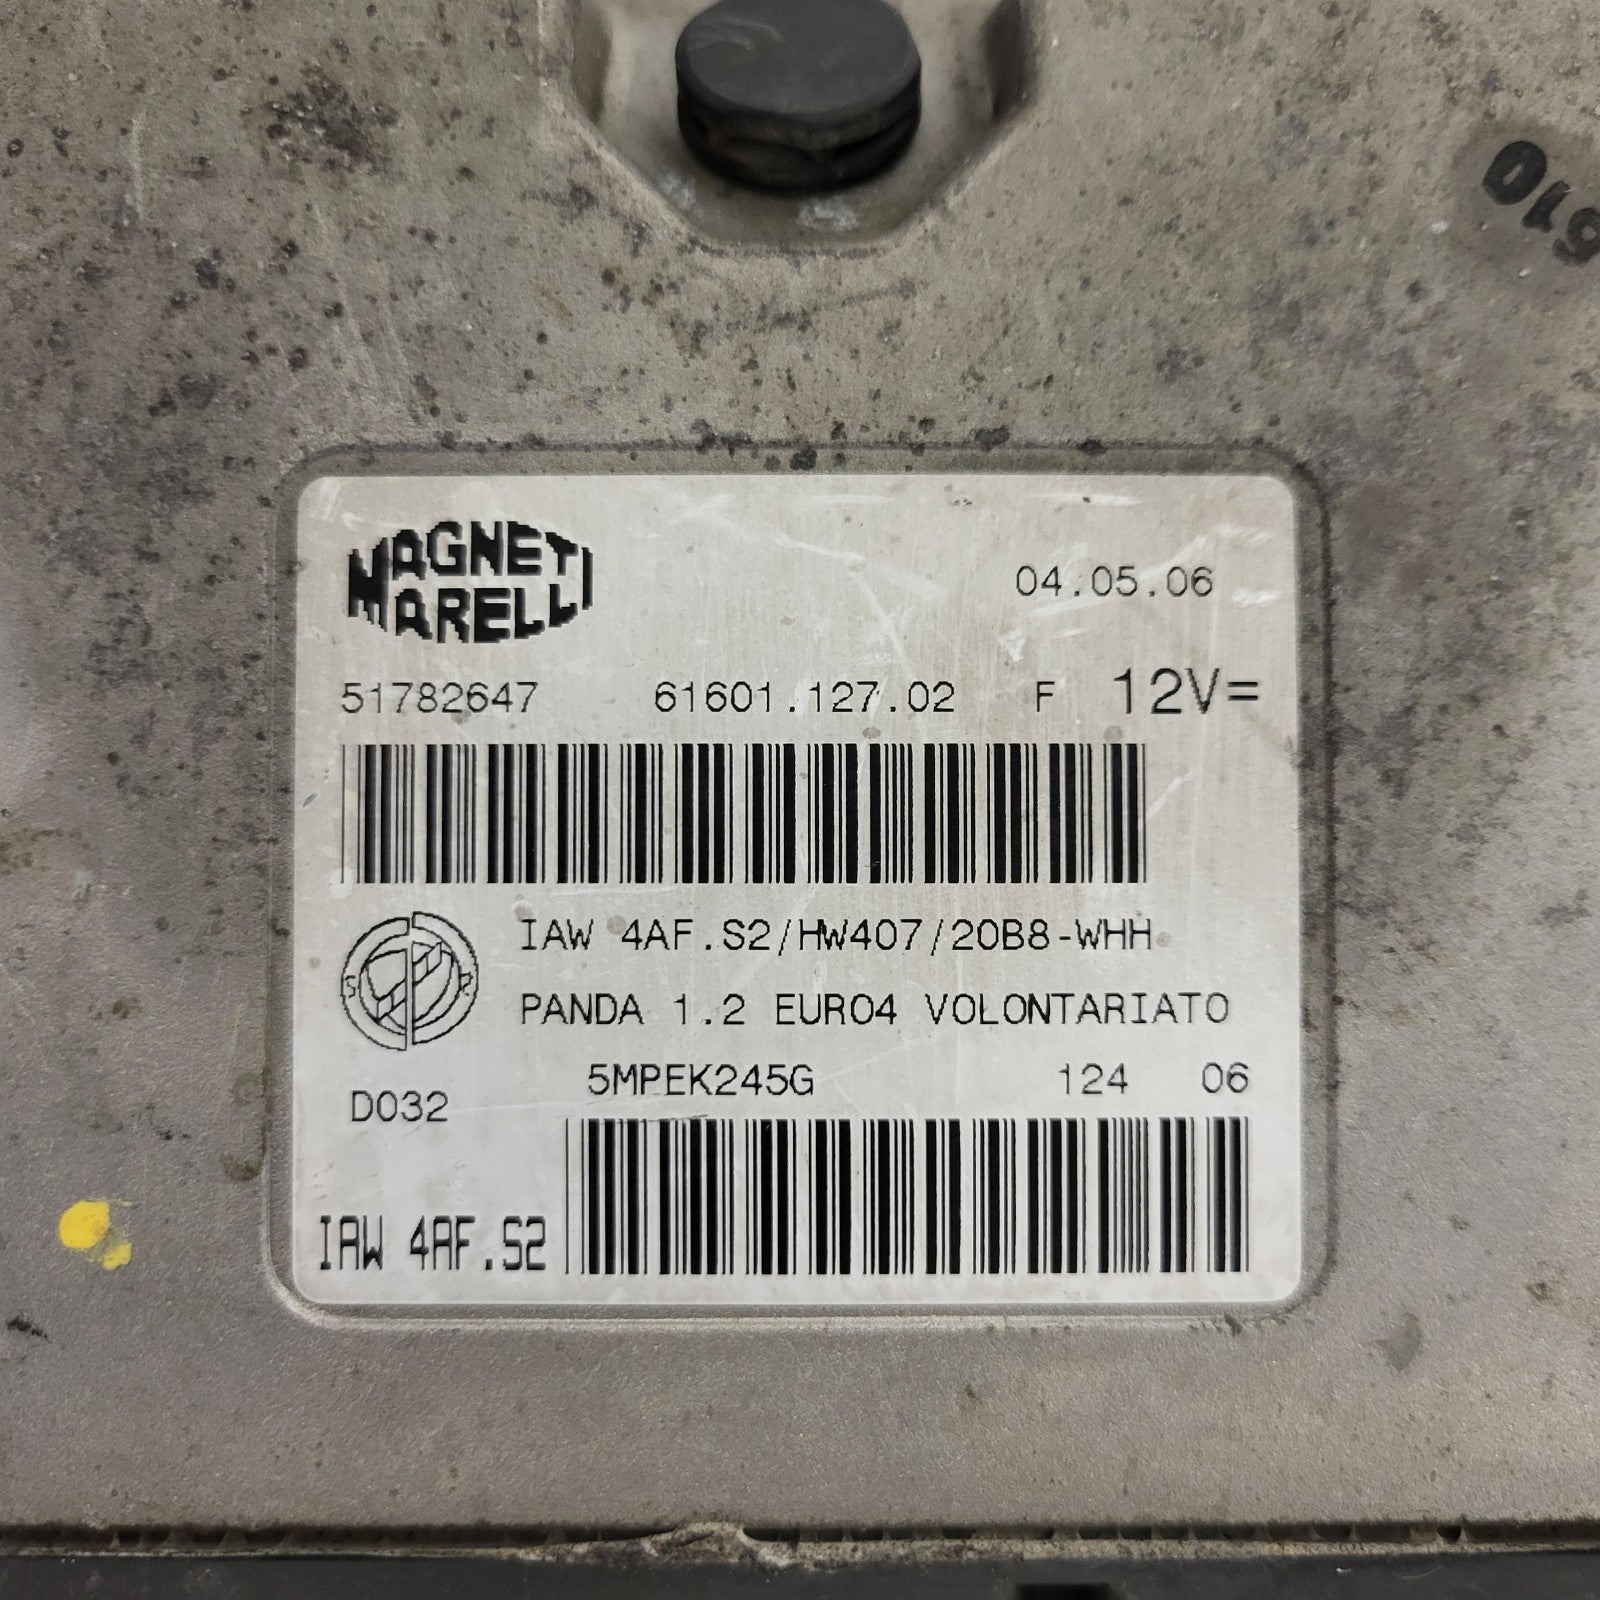 010
MAGNETI
MARELLI
04.05.06
51782647 61601.127.02 F 12V=
IAW 4AF.S2/HW407/20B8-WHH
S R
PANDA 1.2 EURO4 VOLONTARIATO
5MPEK245G 124 06
D032
IAW 4AF.S2